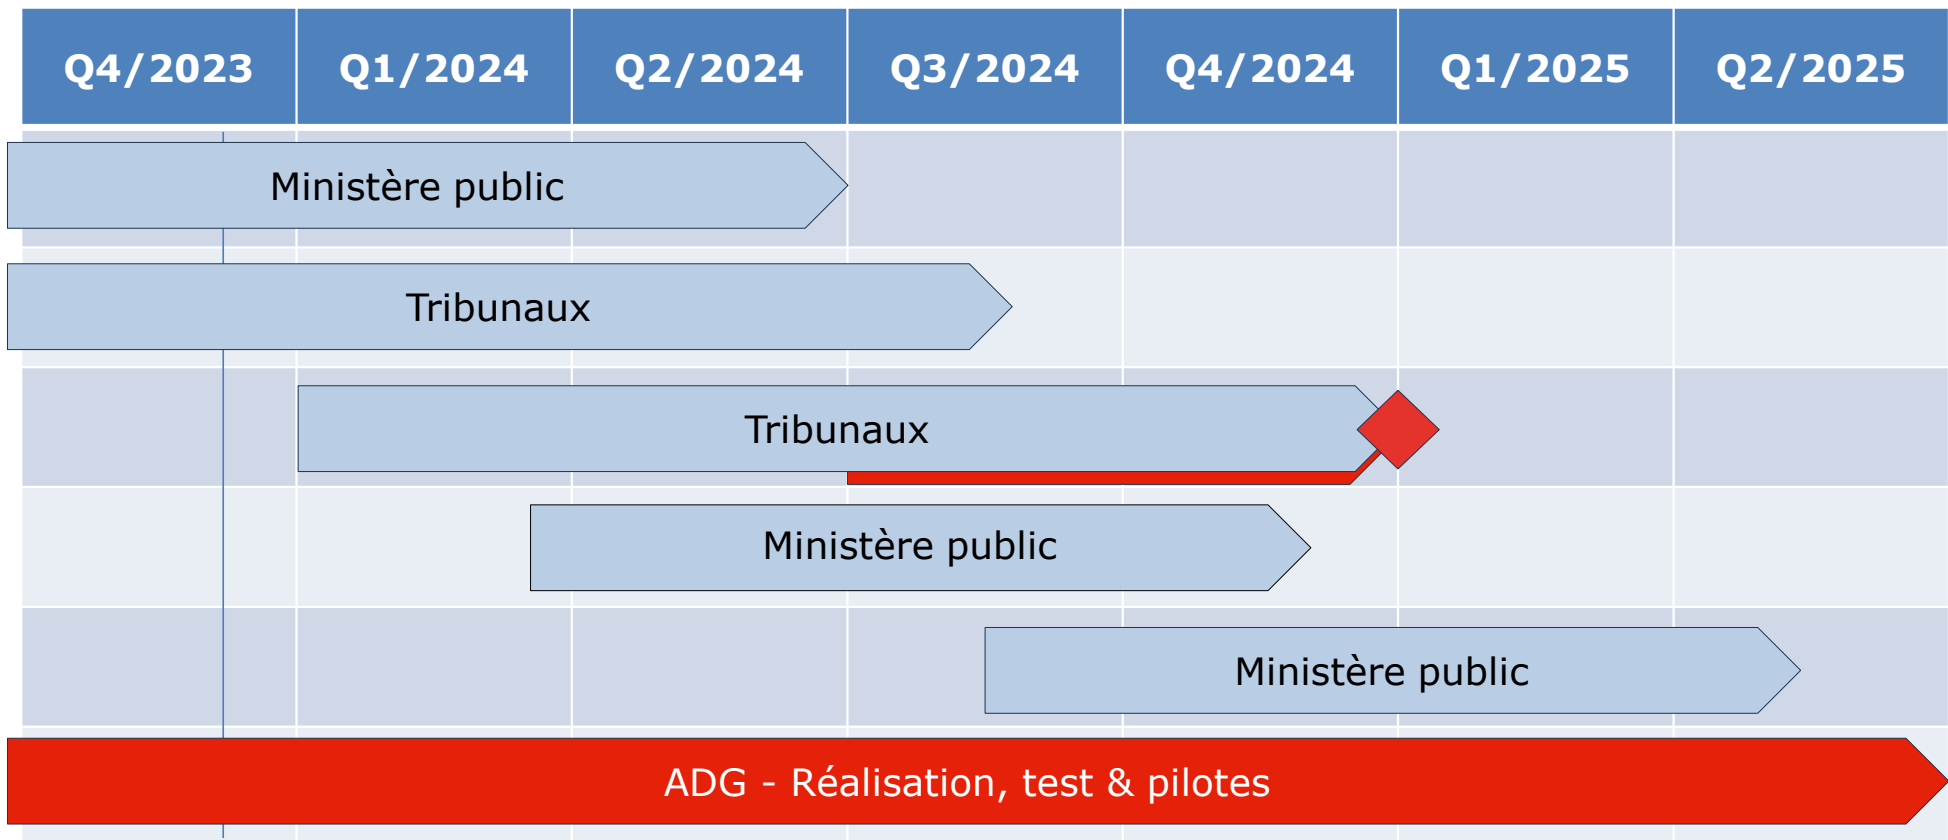 Q4/2023 Q1/2024 Q2/2024 Q3/2024 Q4/2024 Q1/2025 Q2/2025
Ministère public
Tribunaux
Tribunaux
Ministère public
Ministère public
ADG - Réalisation, test & pilotes